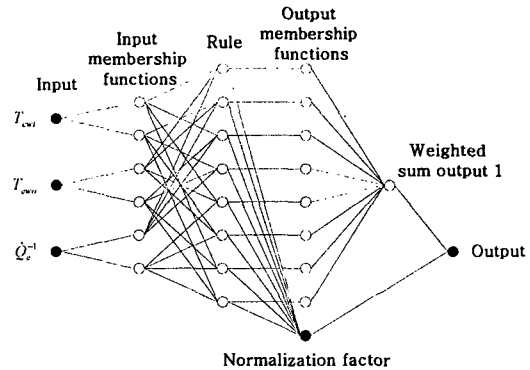 Output
membership
functions
Input
membership
functions
Rule
Input
T_cwi
T_ewo
Q̇_e^-1
Weighted
sum output 1
Output
Normalization factor